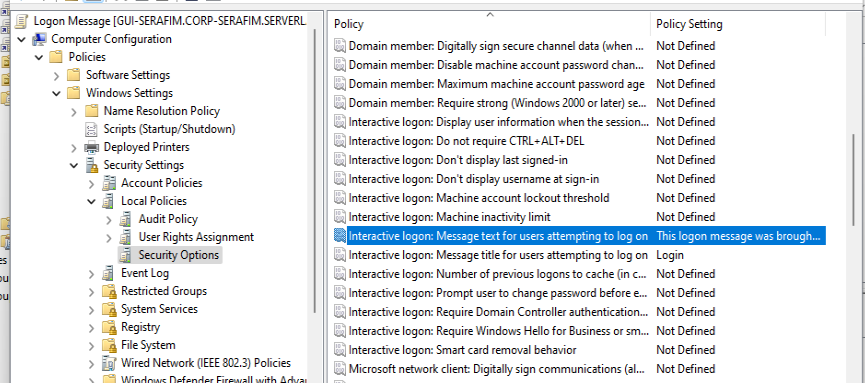 Logon Message [GUI-SERAFIM.CORP-SERAFIM.SERVERL
Computer Configuration
Policies
Software Settings
Windows Settings
Name Resolution Policy
Scripts (Startup/Shutdown)
Deployed Printers
Security Settings
Account Policies
Local Policies
Audit Policy
User Rights Assignment
Security Options
Event Log
Restricted Groups
System Services
Registry
File System
Wired Network (IEEE 802.3) Policies
Windows Defender Firewall with Advan
Policy Policy Setting
Domain member: Digitally sign secure channel data (when ... Not Defined
Domain member: Disable machine account password chan... Not Defined
Domain member: Maximum machine account password age Not Defined
Domain member: Require strong (Windows 2000 or later) se... Not Defined
Interactive logon: Display user information when the session... Not Defined
Interactive logon: Do not require CTRL+ALT+DEL Not Defined
Interactive logon: Don't display last signed-in Not Defined
Interactive logon: Don't display username at sign-in Not Defined
Interactive logon: Machine account lockout threshold Not Defined
Interactive logon: Machine inactivity limit Not Defined
Interactive logon: Message text for users attempting to log on This logon message was brough...
Interactive logon: Message title for users attempting to log on Login
Interactive logon: Number of previous logons to cache (in c... Not Defined
Interactive logon: Prompt user to change password before e... Not Defined
Interactive logon: Require Domain Controller authentication... Not Defined
Interactive logon: Require Windows Hello for Business or sm... Not Defined
Interactive logon: Smart card removal behavior Not Defined
Microsoft network client: Digitally sign communications (al... Not Defined